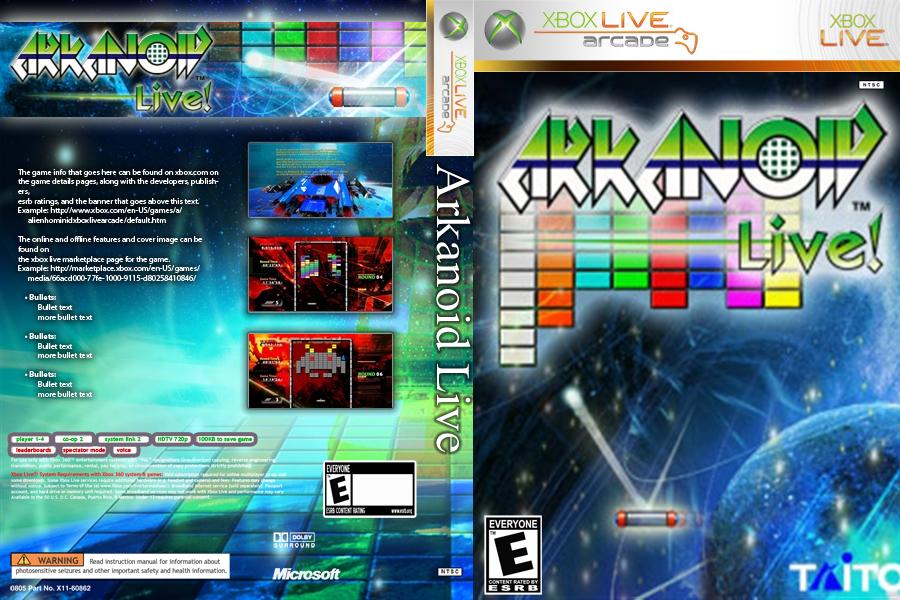 ARKANOID
TM
Live!
The game info that goes here can be found on xbox.com on
the game details pages, along with the developers, publish-
ers,
esrb ratings, and the banner that goes above this text.
Example: http://www.xbox.com/en-US/games/a/
alienhominidxboxlivearcade/default.htm
The online and offline features and cover image can be
found on
the xbox live marketplace page for the game.
Example: http://marketplace.xbox.com/en-US/games/
media/66acd000-77fe-1000-9115-d80258410846/
• Bullets:
Bullet text
more bullet text
• Bullets:
Bullet text
more bullet text
• Bullets:
Bullet text
more bullet text
ROUND 04
ROUND 06
player 1-4
co-op 2
system link 2
HDTV 720p
100KB to save game
leaderboards
spectator mode
voice
EVERYONE
E
ESRB CONTENT RATING
www.esrb.org
DOLBY
SURROUND
WARNING
Read instruction manual for information about
photosensitive seizures and other important safety and health information.
0805 Part No. X11-60862
Microsoft
NTSC
XBOX LIVE
arcade
Arkanoid Live
XBOX LIVE
arcade
XBOX
LIVE
NTSC
ARKANOID
TM
Live!
EVERYONE
TM
E
CONTENT RATED BY
ESRB
TAITO